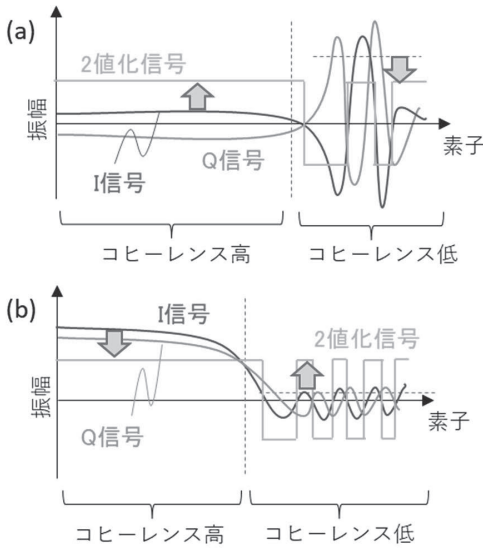 (a)
2値化信号
振幅
素子
Q信号
I信号
コヒーレンス高
コヒーレンス低
(b)
I信号
2値化信号
振幅
素子
Q信号
コヒーレンス高
コヒーレンス低